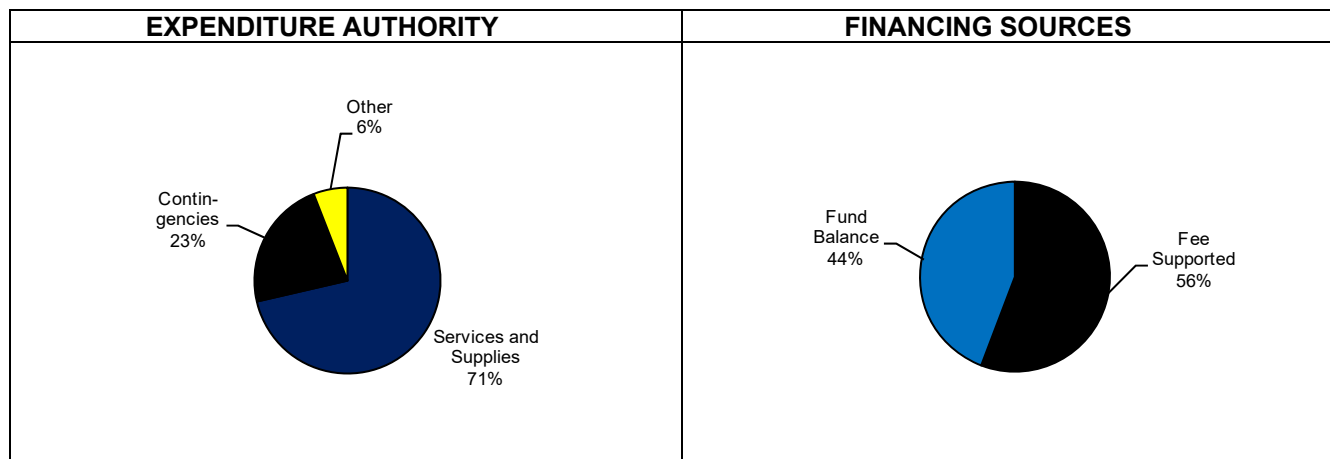 EXPENDITURE AUTHORITY
Other
6%
Contin-
gencies
23%
Services and
Supplies
71%
FINANCING SOURCES
Fund
Balance
44%
Fee
Supported
56%